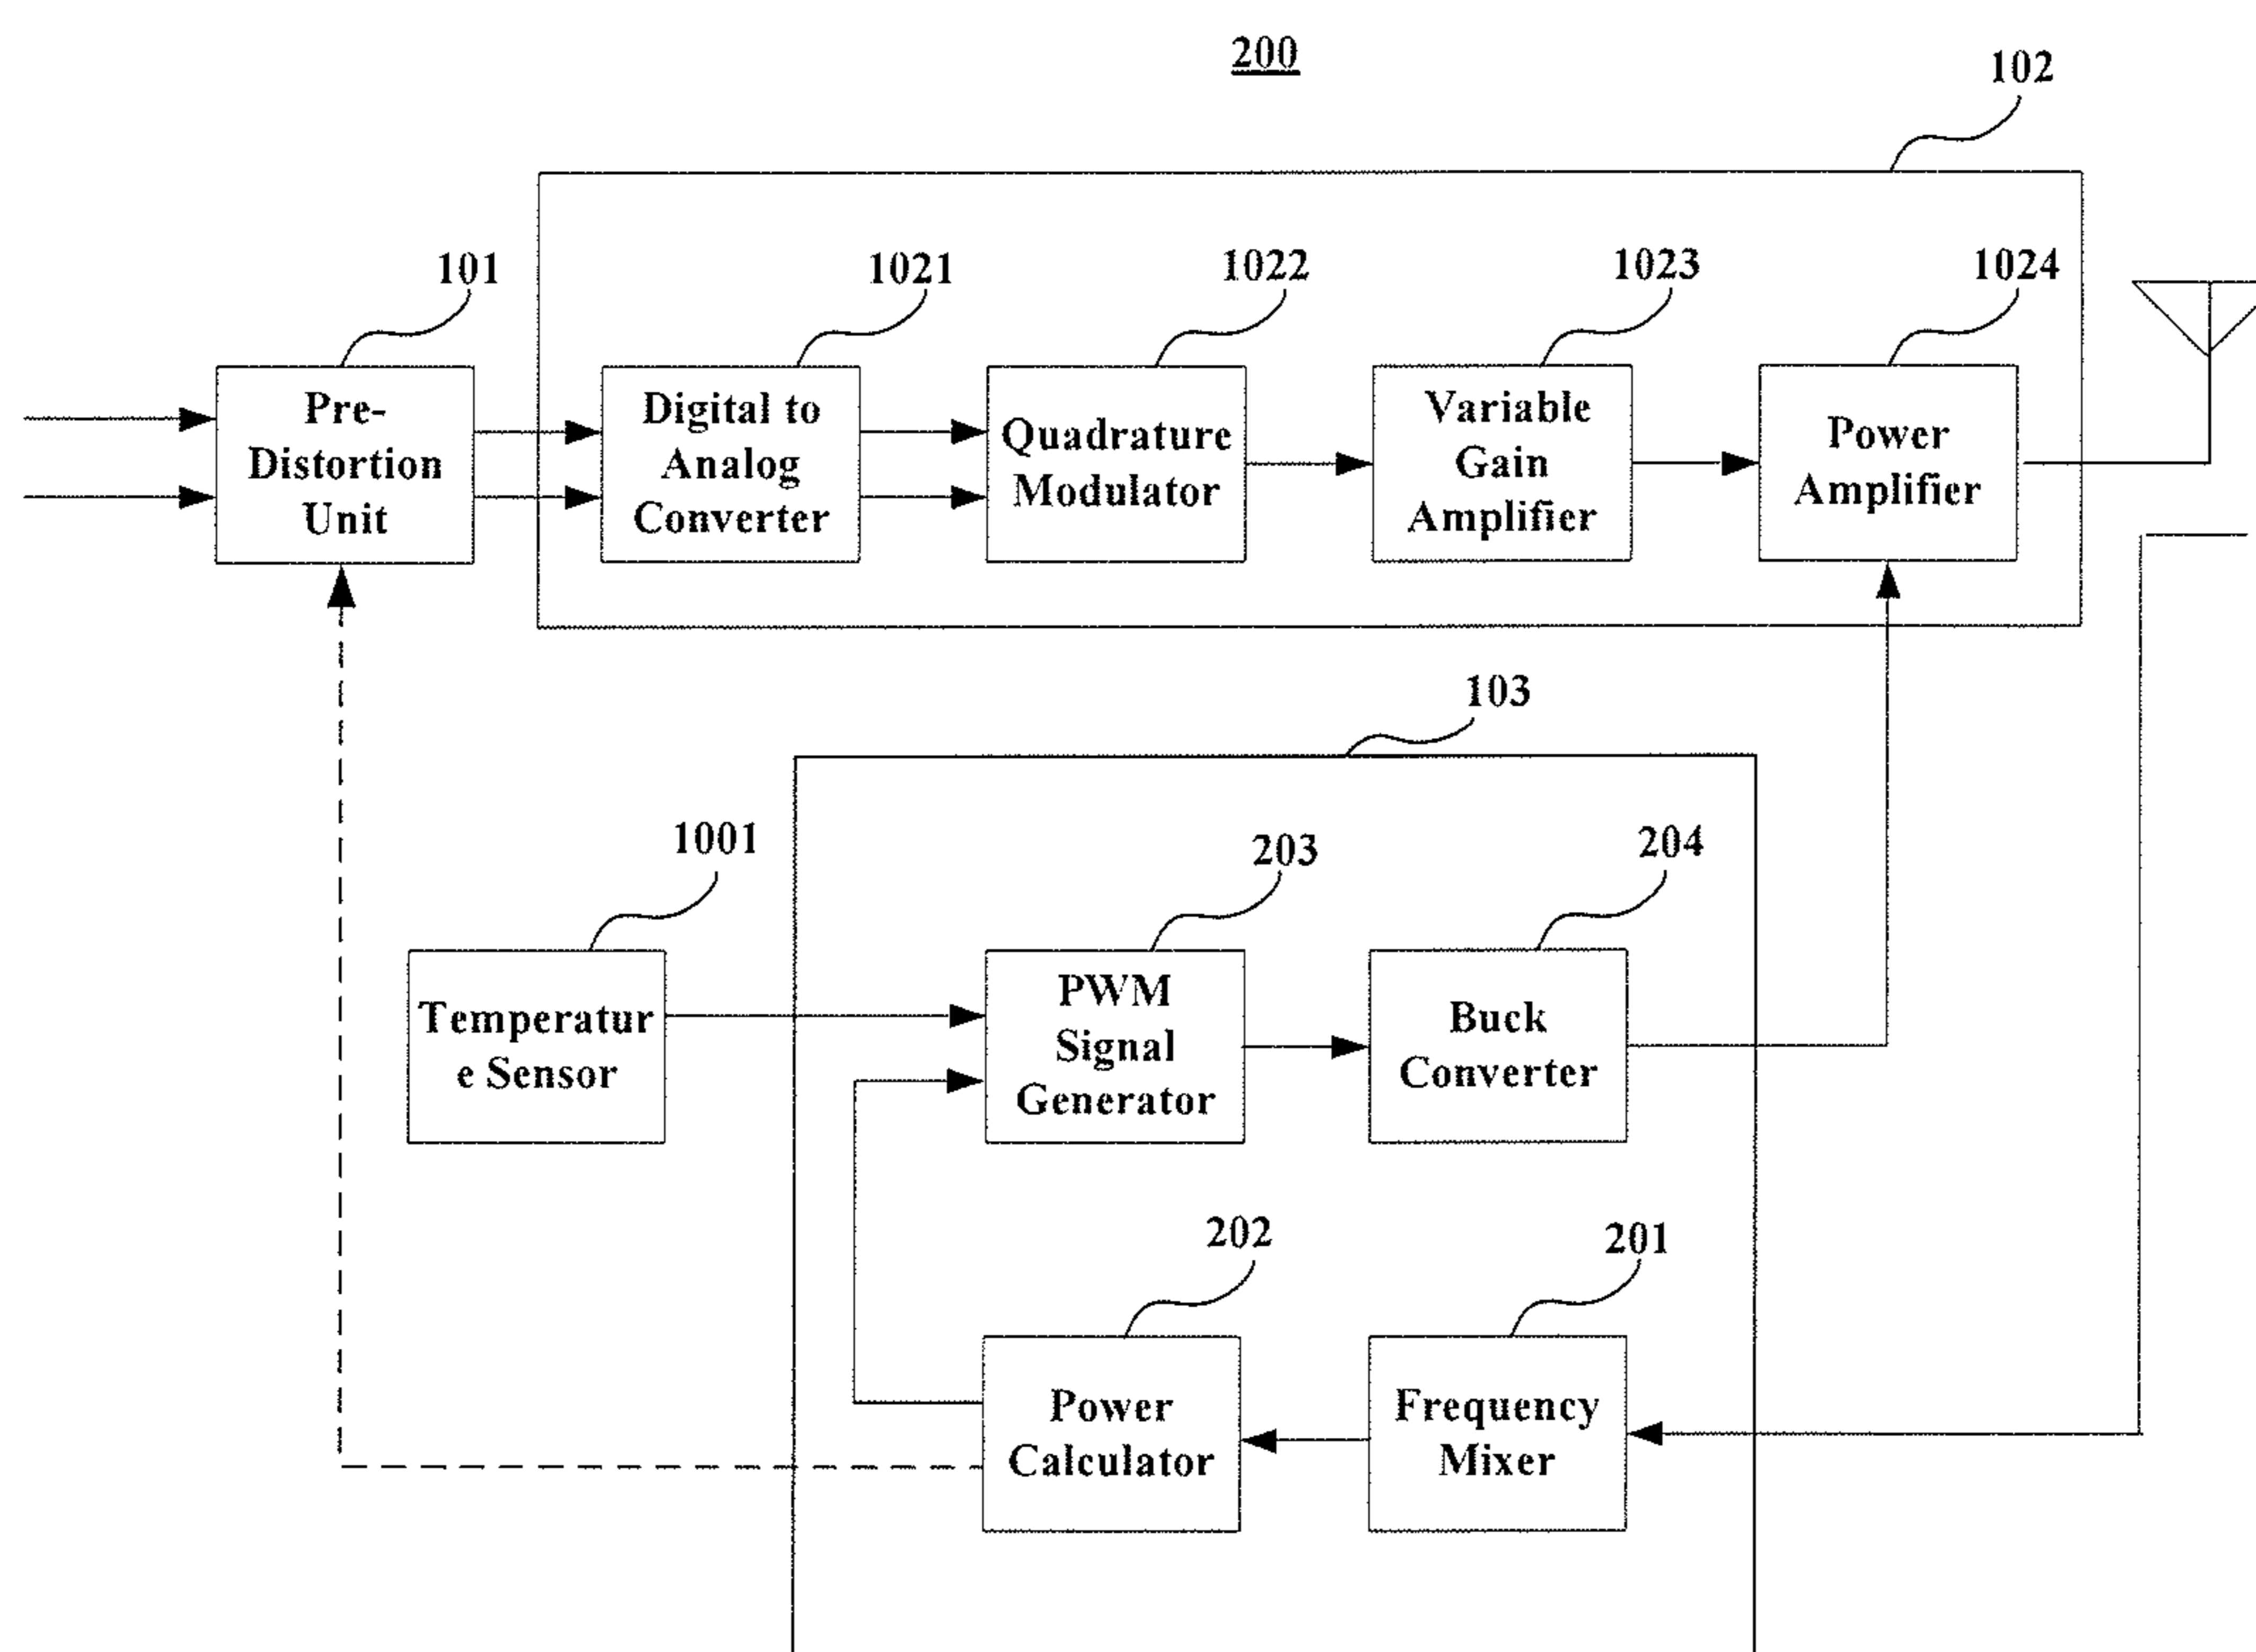 200
102
101
1021
1022
1023
1024
Pre-
Distortion
Unit
Digital to
Analog
Converter
Quadrature
Modulator
Variable
Gain
Amplifier
Power
Amplifier
103
1001
203
204
Temperatur
e Sensor
PWM
Signal
Generator
Buck
Converter
202
201
Power
Calculator
Frequency
Mixer